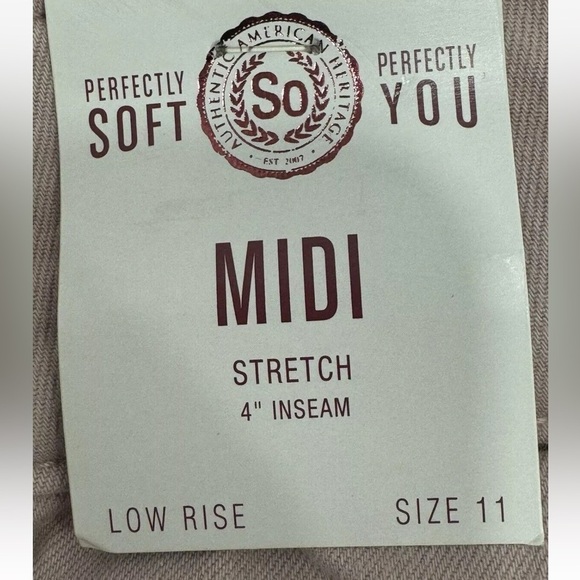 PERFECTLY SOFT
AUTHENTIC AMERICAN HERITAGE
So
EST 2007
PERFECTLY YOU
MIDI
STRETCH
4" INSEAM
LOW RISE
SIZE 11